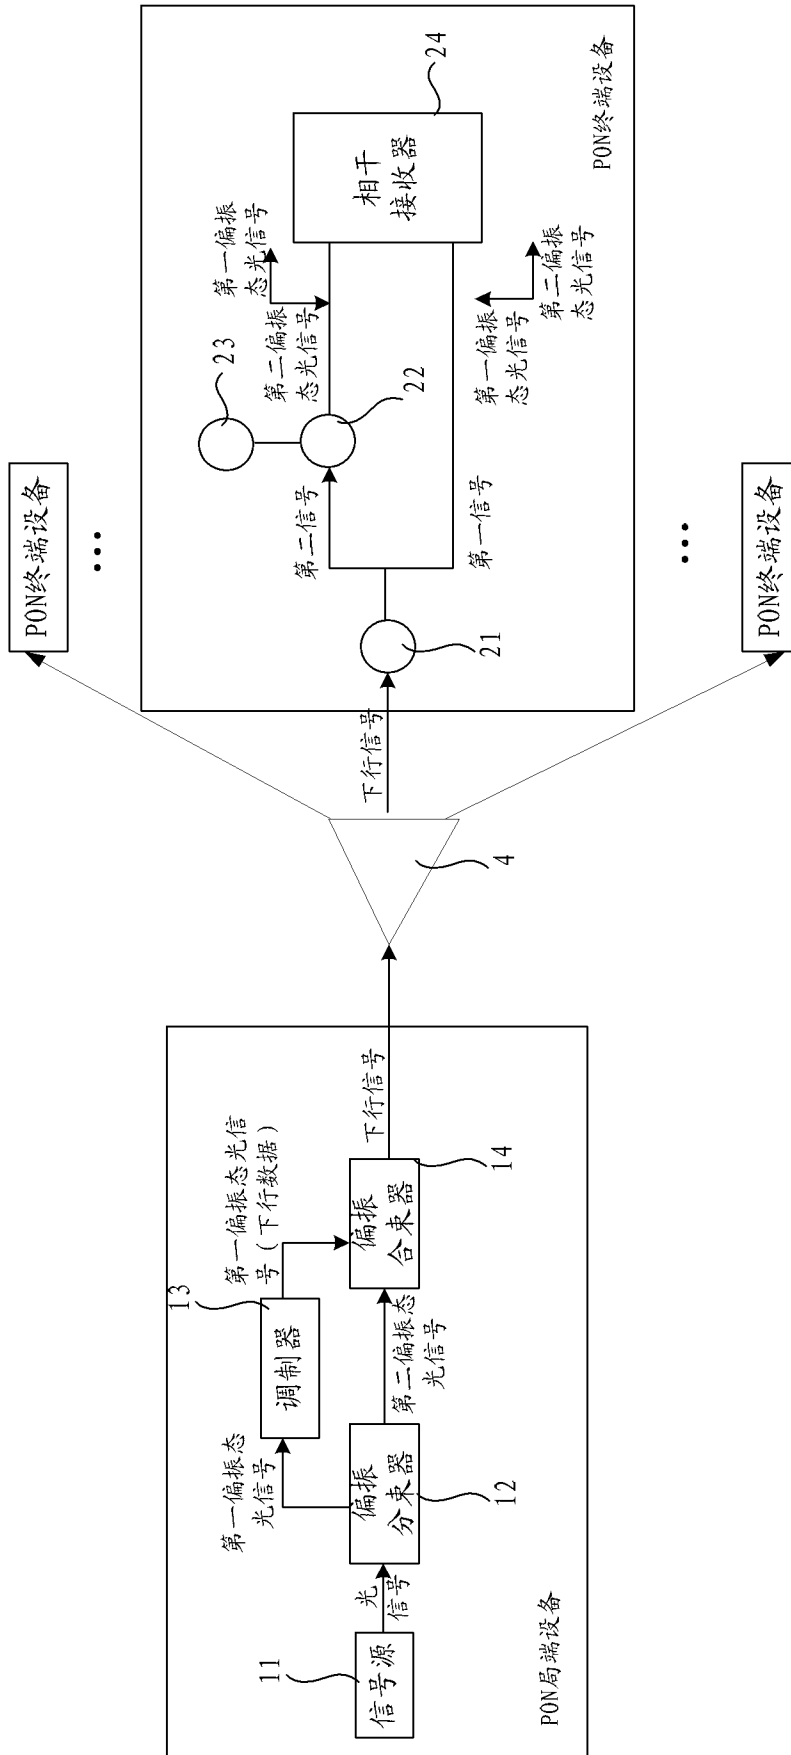 11
信号源
光
信号
偏振
分束器
12
第一偏振态
光信号
调制器
13
第二偏振态
光信号
第一偏振态光信
号（下行数据）
偏振
合束器
14
下行信号
PON局端设备
4
下行信号
PON终端设备
...
21
第二信号
第一信号
22
23
第二偏振
态光信号
第一偏振
态光信号
第一偏振
态光信号
第二偏振
态光信号
相干
接收器
24
PON终端设备
...
PON终端设备